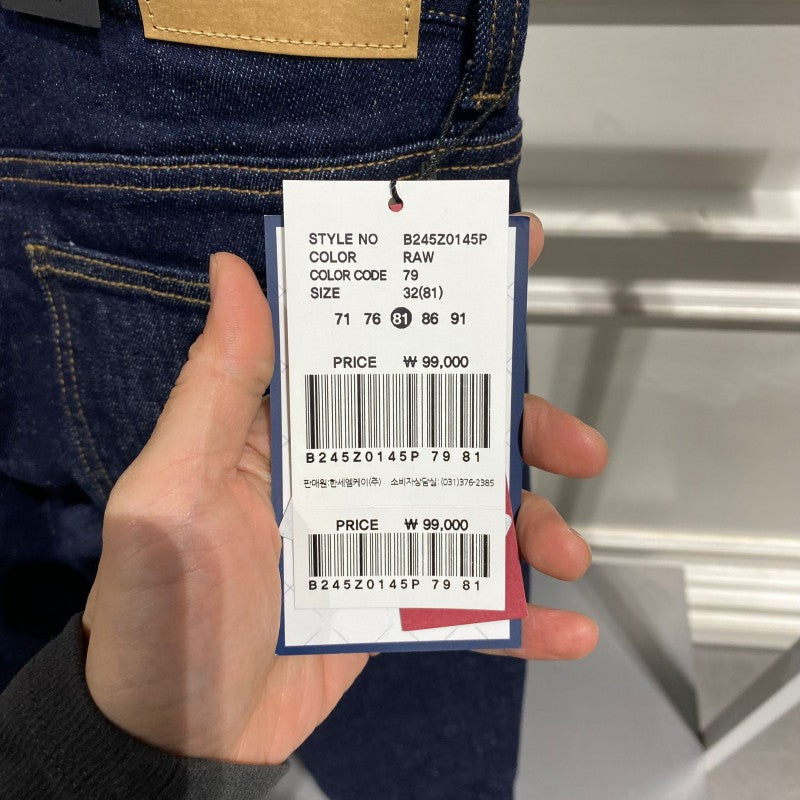 STYLE NO B245Z0145P
COLOR RAW
COLOR CODE 79
SIZE 32(81)
71 76 81 86 91
PRICE ₩ 99,000
B245Z0145P 79 81
판매원:한세엠케이(주) 소비자상담실: (031)376-2385
PRICE ₩ 99,000
B245Z0145P 79 81